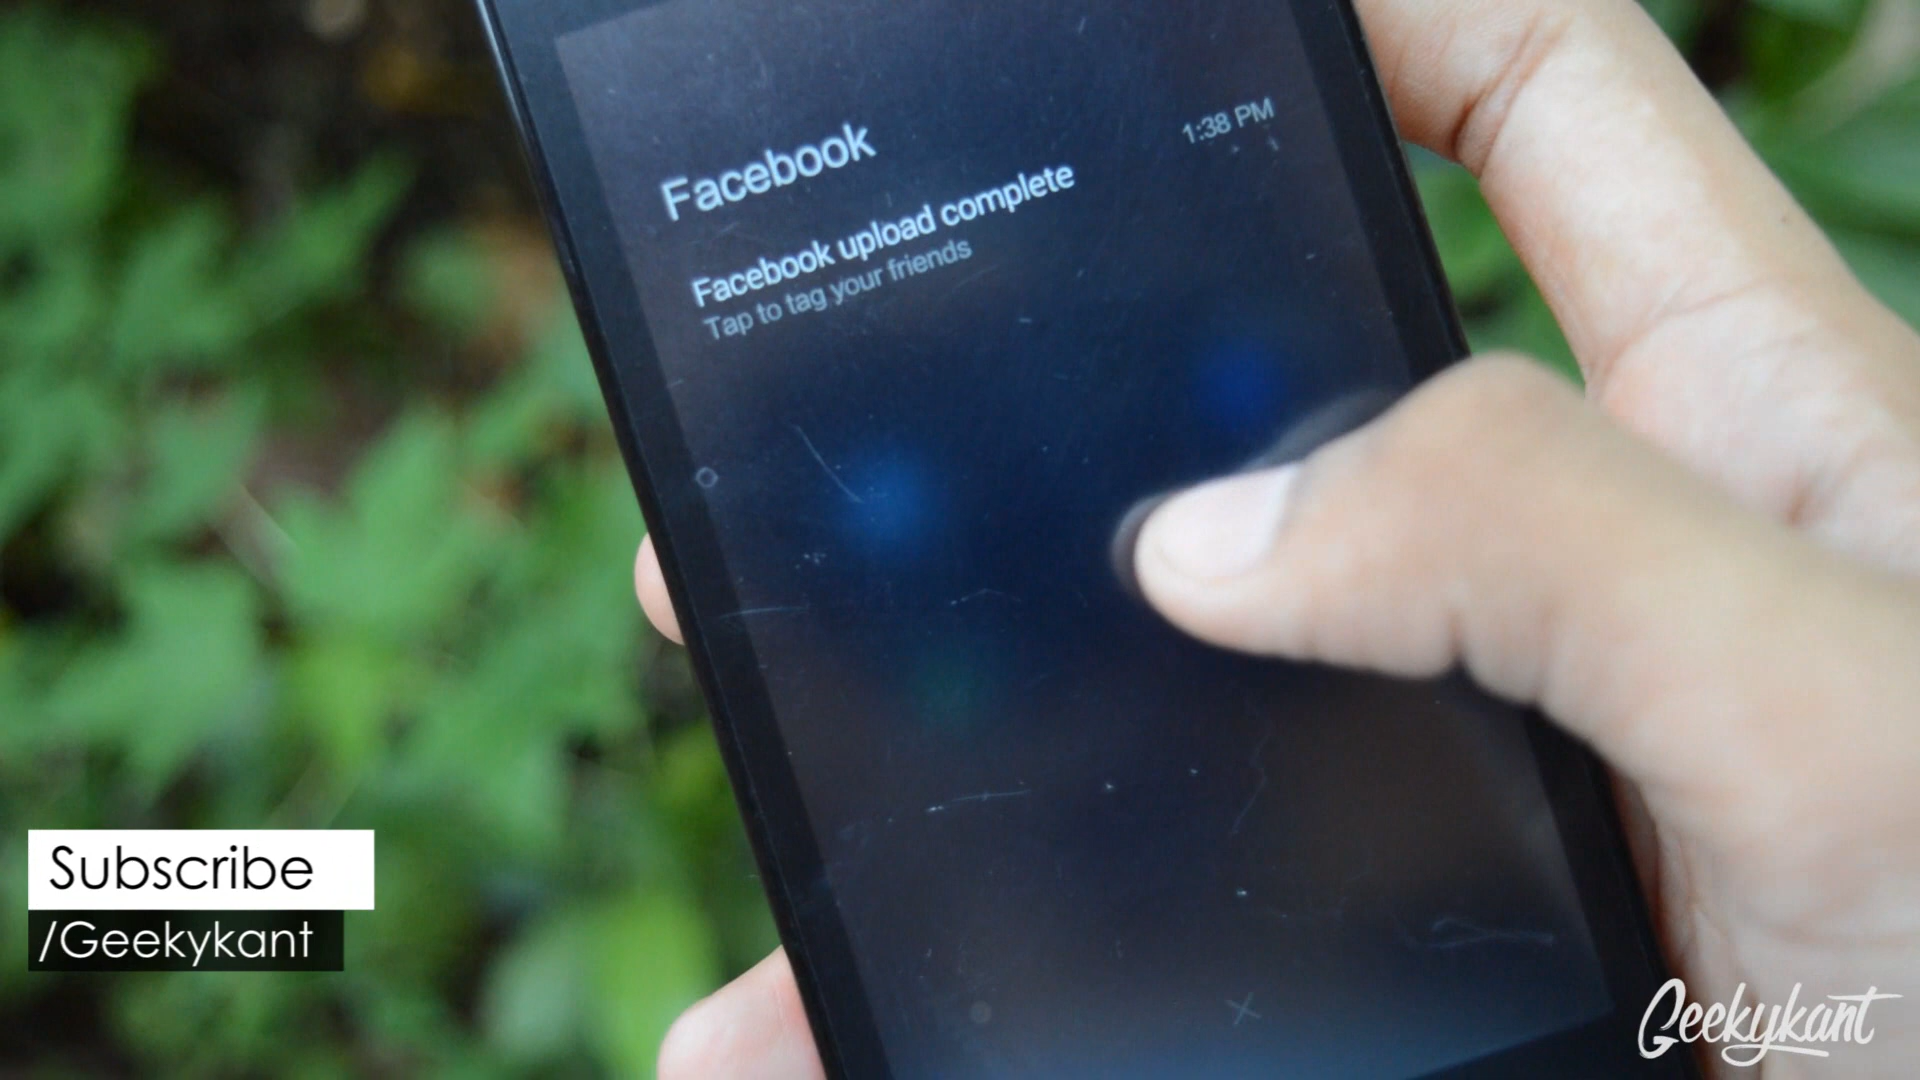 Facebook
1:38 PM
Facebook upload complete
Tap to tag your friends
Subscribe
/Geekykant
Geekykant